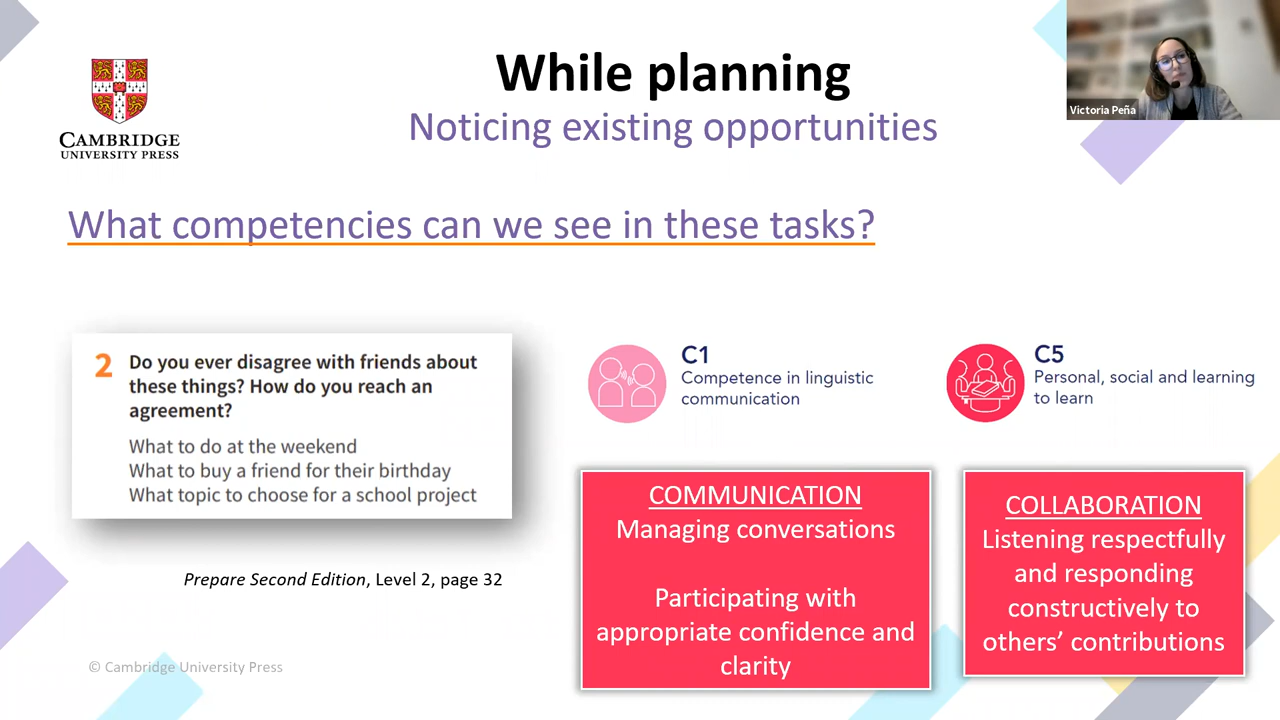 While planning
Noticing existing opportunities
CAMBRIDGE
UNIVERSITY PRESS
Victoria Peña
What competencies can we see in these tasks?
2 Do you ever disagree with friends about
these things? How do you reach an
agreement?
What to do at the weekend
What to buy a friend for their birthday
What topic to choose for a school project
Prepare Second Edition, Level 2, page 32
C1
Competence in linguistic
communication
C5
Personal, social and learning
to learn
COMMUNICATION
Managing conversations
Participating with
appropriate confidence and
clarity
COLLABORATION
Listening respectfully
and responding
constructively to
others’ contributions
© Cambridge University Press